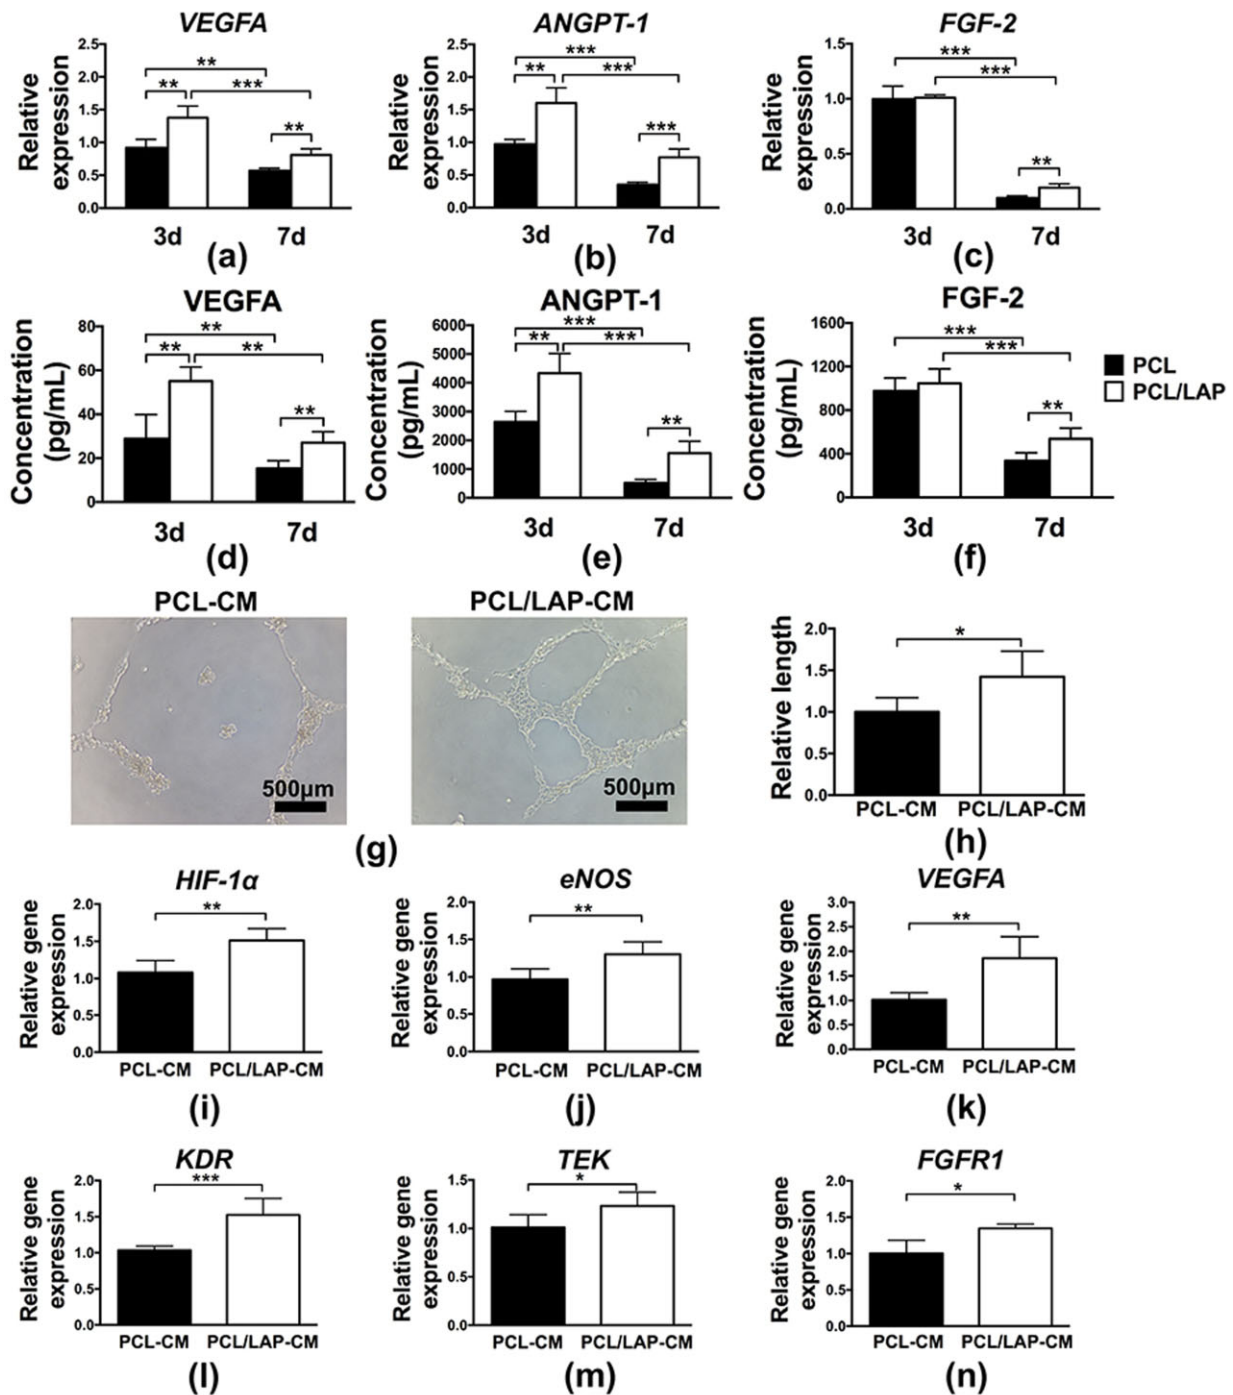 VEGFA
Relative
expression
2.5
2.0
1.5
1.0
0.5
0.0
**
**
***
**
3d
7d
(a)
ANGPT-1
Relative
expression
2.5
2.0
1.5
1.0
0.5
0.0
***
**
***
***
3d
7d
(b)
FGF-2
Relative
expression
1.5
1.0
0.5
0.0
***
***
**
3d
7d
(c)
VEGFA
Concentration
(pg/mL)
80
60
40
20
0
**
**
**
**
3d
7d
(d)
ANGPT-1
Concentration
(pg/mL)
6000
5000
4000
3000
2000
1000
0
***
**
***
**
3d
7d
(e)
FGF-2
Concentration
(pg/mL)
1600
1200
800
400
0
***
***
**
3d
7d
(f)
PCL
PCL/LAP
PCL-CM
500μm
PCL/LAP-CM
500μm
(g)
Relative length
2.0
1.5
1.0
0.5
0.0
*
PCL-CM
PCL/LAP-CM
(h)
HIF-1α
Relative gene
expression
2.0
1.5
1.0
0.5
0.0
**
PCL-CM
PCL/LAP-CM
(i)
eNOS
Relative gene
expression
2.0
1.5
1.0
0.5
0.0
**
PCL-CM
PCL/LAP-CM
(j)
VEGFA
Relative gene
expression
3.0
2.5
2.0
1.5
1.0
0.5
0.0
**
PCL-CM
PCL/LAP-CM
(k)
KDR
Relative gene
expression
2.0
1.5
1.0
0.5
0.0
***
PCL-CM
PCL/LAP-CM
(l)
TEK
Relative gene
expression
1.5
1.0
0.5
0.0
*
PCL-CM
PCL/LAP-CM
(m)
FGFR1
Relative gene
expression
2.0
1.5
1.0
0.5
0.0
*
PCL-CM
PCL/LAP-CM
(n)